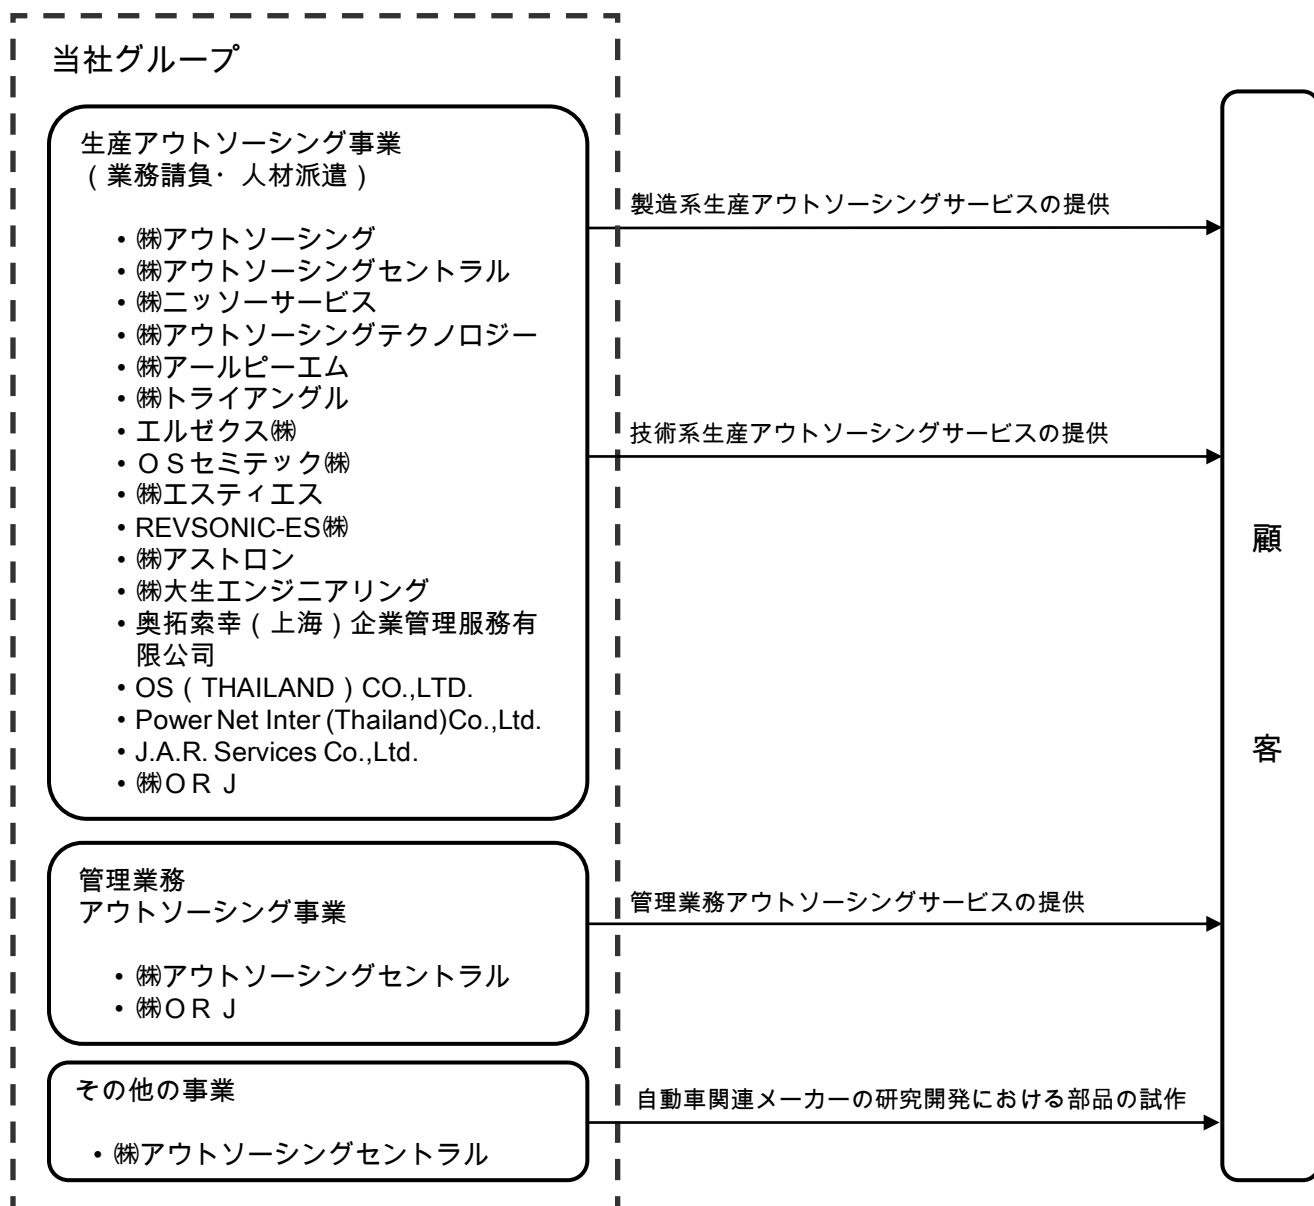 当社グループ
生産アウトソーシング事業
(業務請負・人材派遣)
・㈱アウトソーシング
・㈱アウトソーシングセントラル
・㈱ニッソーサービス
・㈱アウトソーシングテクノロジー
・㈱アールピーエム
・㈱トライアングル
・エルゼクス㈱
・ＯＳセミテック㈱
・㈱エスティエス
・REVSONIC-ES㈱
・㈱アストロン
・㈱大生エンジニアリング
・奥拓索幸(上海)企業管理服務有
限公司
・OS(THAILAND)CO.,LTD.
・Power Net Inter (Thailand)Co.,Ltd.
・J.A.R. Services Co.,Ltd.
・㈱ＯＲＪ
製造系生産アウトソーシングサービスの提供
技術系生産アウトソーシングサービスの提供
管理業務
アウトソーシング事業
・㈱アウトソーシングセントラル
・㈱ＯＲＪ
管理業務アウトソーシングサービスの提供
その他の事業
・㈱アウトソーシングセントラル
自動車関連メーカーの研究開発における部品の試作
顧
客